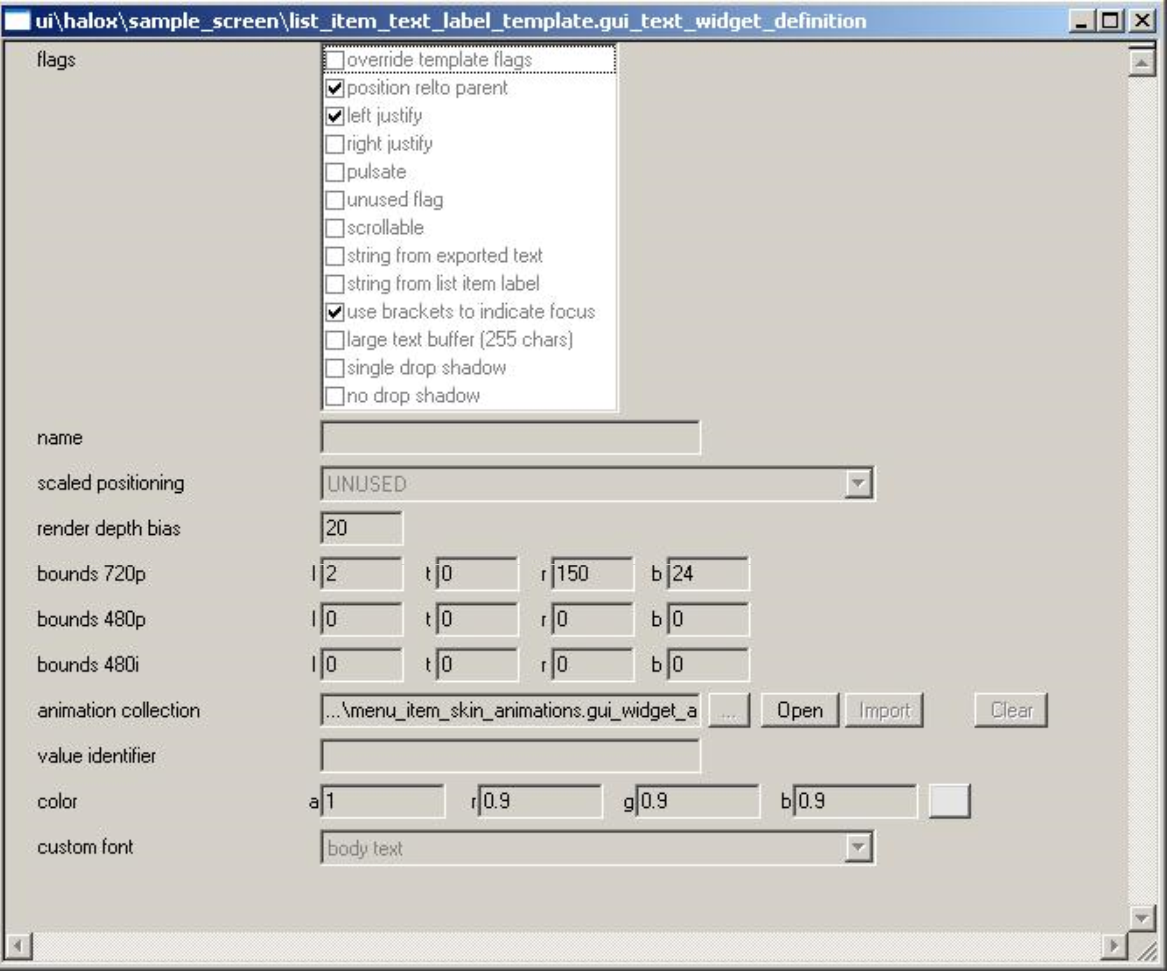 ui\halox\sample_screen\list_item_text_label_template.gui_text_widget_definition
flags
override template flags
position relto parent
left justify
right justify
pulsate
unused flag
scrollable
string from exported text
string from list item label
use brackets to indicate focus
large text buffer (255 chars)
single drop shadow
no drop shadow
name
scaled positioning UNUSED
render depth bias 20
bounds 720p l 2 t 0 r 150 b 24
bounds 480p l 0 t 0 r 0 b 0
bounds 480i l 0 t 0 r 0 b 0
animation collection ...\menu_item_skin_animations.gui_widget_a ... Open Import Clear
value identifier
color a 1 r 0.9 g 0.9 b 0.9
custom font body text